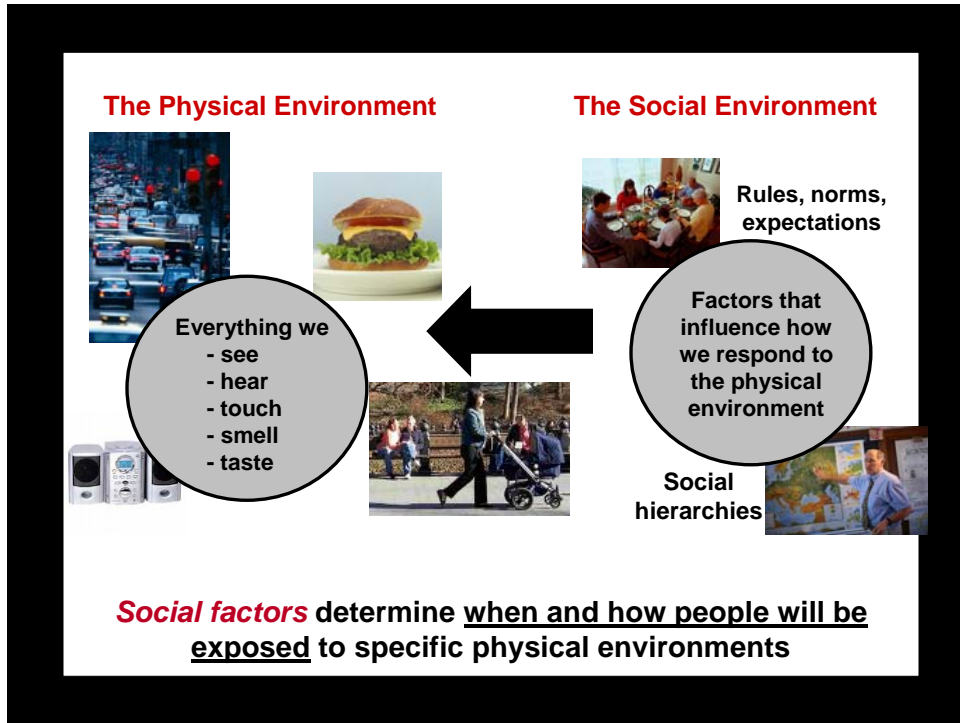 The Physical Environment
The Social Environment
Rules, norms,
expectations
Everything we
- see
- hear
- touch
- smell
- taste
Factors that
influence how
we respond to
the physical
environment
Social
hierarchies
Social factors determine when and how people will be
exposed to specific physical environments